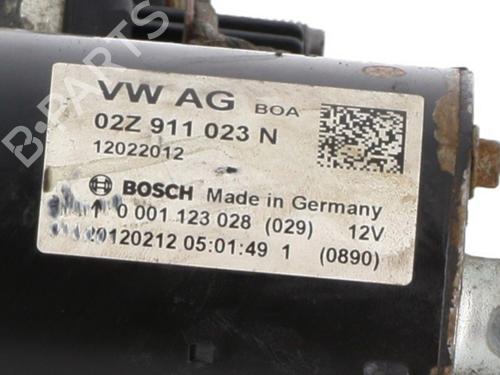 B-PARTS
VW AG BOA
02Z 911 023 N
12022012
BOSCH Made in Germany
0 001 123 028 (029) 12V
20120212 05:01:49 1 (0890)